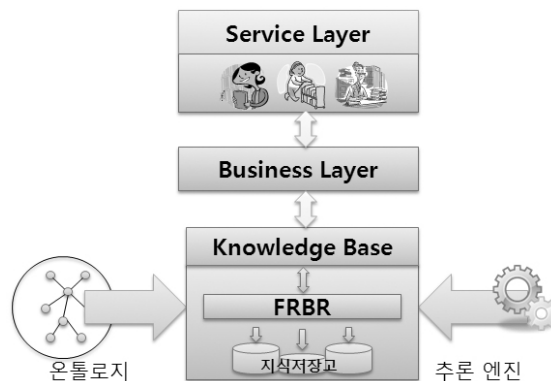 Service Layer
Business Layer
Knowledge Base
FRBR
지식저장고
온톨로지
추론 엔진